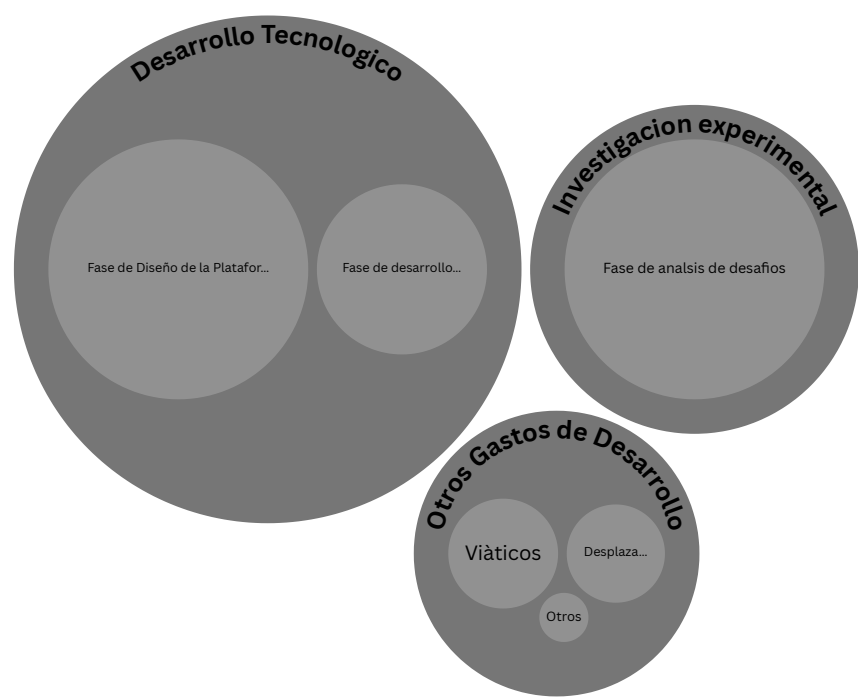 Desarrollo Tecnologico
Fase de Diseño de la Platafor...
Fase de desarrollo...
Investigacion experimental
Fase de analsis de desafios
Otros Gastos de Desarrollo
Viàticos
Desplaza...
Otros